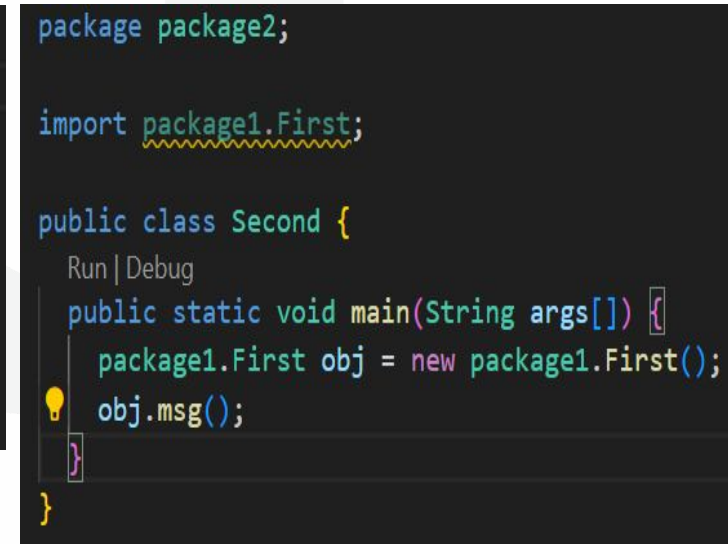 package package2;
import package1.First;
public class Second {
Run | Debug
public static void main(String args[]) {
package1.First obj = new package1.First();
obj.msg();
}
}